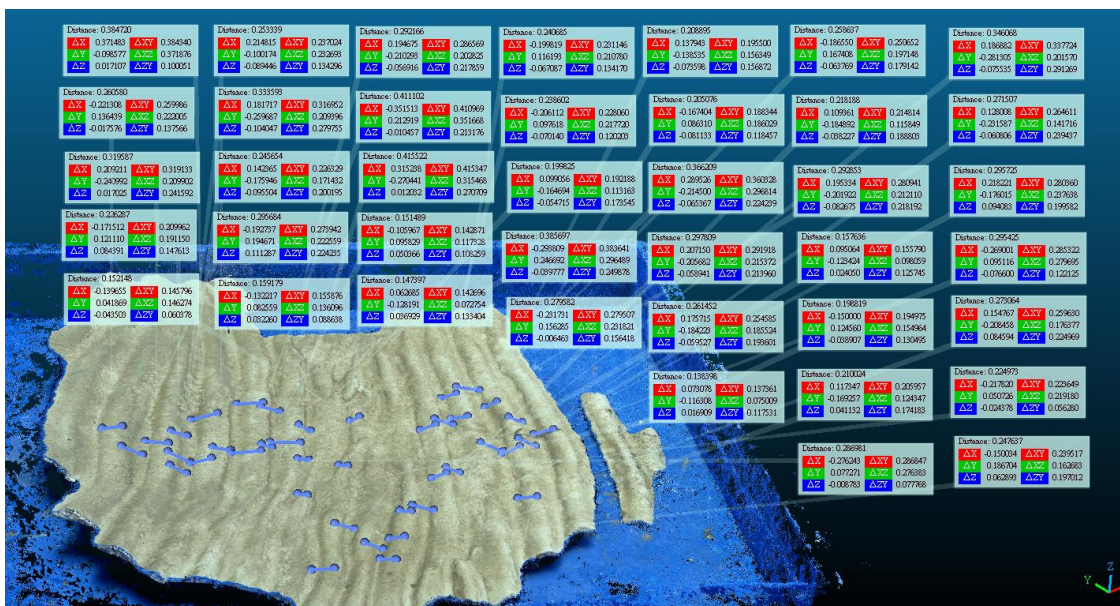 Distance: 0.384720
ΔX 0.371483 ΔXY 0.384340
ΔY -0.098577 ΔXZ 0.371876
ΔZ 0.017107 ΔZY 0.100051
Distance: 0.253339
ΔX 0.214815 ΔXY 0.237024
ΔY -0.100174 ΔXZ 0.232693
ΔZ -0.089446 ΔZY 0.134296
Distance: 0.292166
ΔX 0.194675 ΔXY 0.286569
ΔY -0.210293 ΔXZ 0.202825
ΔZ -0.056916 ΔZY 0.217859
Distance: 0.240685
ΔX -0.199819 ΔXY 0.231146
ΔY 0.116193 ΔXZ 0.210780
ΔZ -0.067087 ΔZY 0.134170
Distance: 0.208895
ΔX 0.137943 ΔXY 0.195500
ΔY -0.138535 ΔXZ 0.156349
ΔZ -0.073598 ΔZY 0.156872
Distance: 0.258637
ΔX -0.186550 ΔXY 0.250652
ΔY 0.167408 ΔXZ 0.197148
ΔZ -0.063769 ΔZY 0.179142
Distance: 0.346068
ΔX 0.186882 ΔXY 0.337724
ΔY -0.281305 ΔXZ 0.201570
ΔZ -0.075535 ΔZY 0.291269
Distance: 0.260580
ΔX -0.221308 ΔXY 0.259986
ΔY 0.136439 ΔXZ 0.222005
ΔZ -0.017576 ΔZY 0.137566
Distance: 0.333593
ΔX 0.181717 ΔXY 0.316952
ΔY -0.259687 ΔXZ 0.209396
ΔZ -0.104047 ΔZY 0.279755
Distance: 0.411102
ΔX -0.351513 ΔXY 0.410969
ΔY 0.212919 ΔXZ 0.351668
ΔZ -0.010457 ΔZY 0.213176
Distance: 0.238602
ΔX -0.206112 ΔXY 0.228060
ΔY 0.097618 ΔXZ 0.217720
ΔZ -0.070140 ΔZY 0.120203
Distance: 0.205076
ΔX -0.167404 ΔXY 0.188344
ΔY 0.086310 ΔXZ 0.186029
ΔZ -0.081133 ΔZY 0.118457
Distance: 0.218188
ΔX 0.109361 ΔXY 0.214814
ΔY -0.184892 ΔXZ 0.115849
ΔZ -0.038227 ΔZY 0.188803
Distance: 0.271507
ΔX 0.128008 ΔXY 0.264611
ΔY -0.231587 ΔXZ 0.141716
ΔZ -0.060806 ΔZY 0.239437
Distance: 0.319587
ΔX 0.209211 ΔXY 0.319133
ΔY -0.240992 ΔXZ 0.209902
ΔZ 0.017025 ΔZY 0.241592
Distance: 0.245654
ΔX 0.142365 ΔXY 0.226329
ΔY -0.175946 ΔXZ 0.171432
ΔZ -0.095504 ΔZY 0.200195
Distance: 0.415522
ΔX 0.315238 ΔXY 0.415347
ΔY -0.270441 ΔXZ 0.315468
ΔZ 0.012032 ΔZY 0.270709
Distance: 0.199825
ΔX 0.099056 ΔXY 0.192188
ΔY -0.164694 ΔXZ 0.113163
ΔZ -0.054715 ΔZY 0.173545
Distance: 0.366209
ΔX 0.289526 ΔXY 0.360328
ΔY -0.214500 ΔXZ 0.296814
ΔZ -0.065367 ΔZY 0.224239
Distance: 0.292853
ΔX 0.195334 ΔXY 0.280941
ΔY -0.201922 ΔXZ 0.212110
ΔZ -0.082675 ΔZY 0.218192
Distance: 0.295725
ΔX 0.218221 ΔXY 0.280360
ΔY -0.176015 ΔXZ 0.237638
ΔZ 0.094083 ΔZY 0.199582
Distance: 0.226287
ΔX -0.171512 ΔXY 0.209962
ΔY 0.121110 ΔXZ 0.191150
ΔZ 0.084391 ΔZY 0.147613
Distance: 0.295684
ΔX -0.192737 ΔXY 0.273942
ΔY 0.194671 ΔXZ 0.222559
ΔZ 0.111287 ΔZY 0.224235
Distance: 0.151489
ΔX -0.105967 ΔXY 0.142871
ΔY 0.095829 ΔXZ 0.117328
ΔZ 0.050366 ΔZY 0.108259
Distance: 0.385697
ΔX -0.293809 ΔXY 0.383641
ΔY 0.246692 ΔXZ 0.296489
ΔZ -0.039777 ΔZY 0.249878
Distance: 0.297809
ΔX 0.207150 ΔXY 0.291918
ΔY -0.205682 ΔXZ 0.215372
ΔZ -0.058941 ΔZY 0.213960
Distance: 0.157636
ΔX 0.095064 ΔXY 0.155790
ΔY -0.123424 ΔXZ 0.098059
ΔZ 0.024050 ΔZY 0.125745
Distance: 0.295425
ΔX -0.269001 ΔXY 0.285322
ΔY 0.095116 ΔXZ 0.279695
ΔZ -0.076600 ΔZY 0.122125
Distance: 0.152148
ΔX -0.139655 ΔXY 0.145796
ΔY 0.041869 ΔXZ 0.146274
ΔZ -0.043503 ΔZY 0.060378
Distance: 0.159179
ΔX -0.132217 ΔXY 0.155876
ΔY 0.082559 ΔXZ 0.136096
ΔZ 0.032260 ΔZY 0.088638
Distance: 0.147397
ΔX 0.062685 ΔXY 0.142696
ΔY -0.128191 ΔXZ 0.072754
ΔZ 0.036929 ΔZY 0.133404
Distance: 0.279582
ΔX -0.231731 ΔXY 0.279507
ΔY 0.156285 ΔXZ 0.231821
ΔZ -0.006463 ΔZY 0.156418
Distance: 0.261452
ΔX 0.175715 ΔXY 0.254585
ΔY -0.184223 ΔXZ 0.185524
ΔZ -0.059527 ΔZY 0.193601
Distance: 0.198819
ΔX -0.150000 ΔXY 0.194975
ΔY 0.124560 ΔXZ 0.154964
ΔZ -0.038907 ΔZY 0.130495
Distance: 0.273064
ΔX 0.154767 ΔXY 0.259630
ΔY -0.208458 ΔXZ 0.176377
ΔZ 0.084594 ΔZY 0.224969
Distance: 0.138398
ΔX 0.073078 ΔXY 0.137361
ΔY -0.116308 ΔXZ 0.075009
ΔZ 0.016909 ΔZY 0.117531
Distance: 0.210024
ΔX 0.117347 ΔXY 0.205957
ΔY -0.169257 ΔXZ 0.124347
ΔZ 0.041132 ΔZY 0.174183
Distance: 0.224973
ΔX -0.217820 ΔXY 0.223649
ΔY 0.050726 ΔXZ 0.219180
ΔZ -0.024378 ΔZY 0.056280
Distance: 0.286981
ΔX -0.276243 ΔXY 0.286847
ΔY 0.077271 ΔXZ 0.276383
ΔZ -0.008783 ΔZY 0.077768
Distance: 0.247637
ΔX -0.150034 ΔXY 0.239517
ΔY 0.186704 ΔXZ 0.162683
ΔZ 0.062893 ΔZY 0.197012
Z
Y